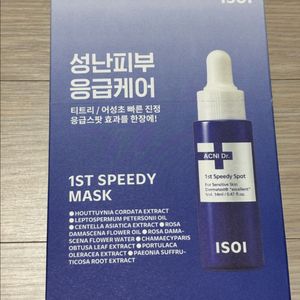 ISOI
성난피부
응급케어
티트리 / 어성초 빠른 진정
응급스팟 효과를 한장에!
ACNI Dr.
1st Speedy Spot
For Sensitive Skin
ISOI
1ST SPEEDY
MASK
● HOUTTUYNIA CORDATA EXTRACT
● LEPTOSPERMUM PETERSONII OIL
● CENTELLA ASIATICA EXTRACT ● ROSA
DAMASCENA FLOWER OIL ● ROSA DAMA-
SCENA FLOWER WATER ● CHAMAECYPARIS
OBTUSA LEAF EXTRACT ● PORTULACA
OLERACEA EXTRACT ● PAEONIA SUFFRU-
TICOSA ROOT EXTRACT